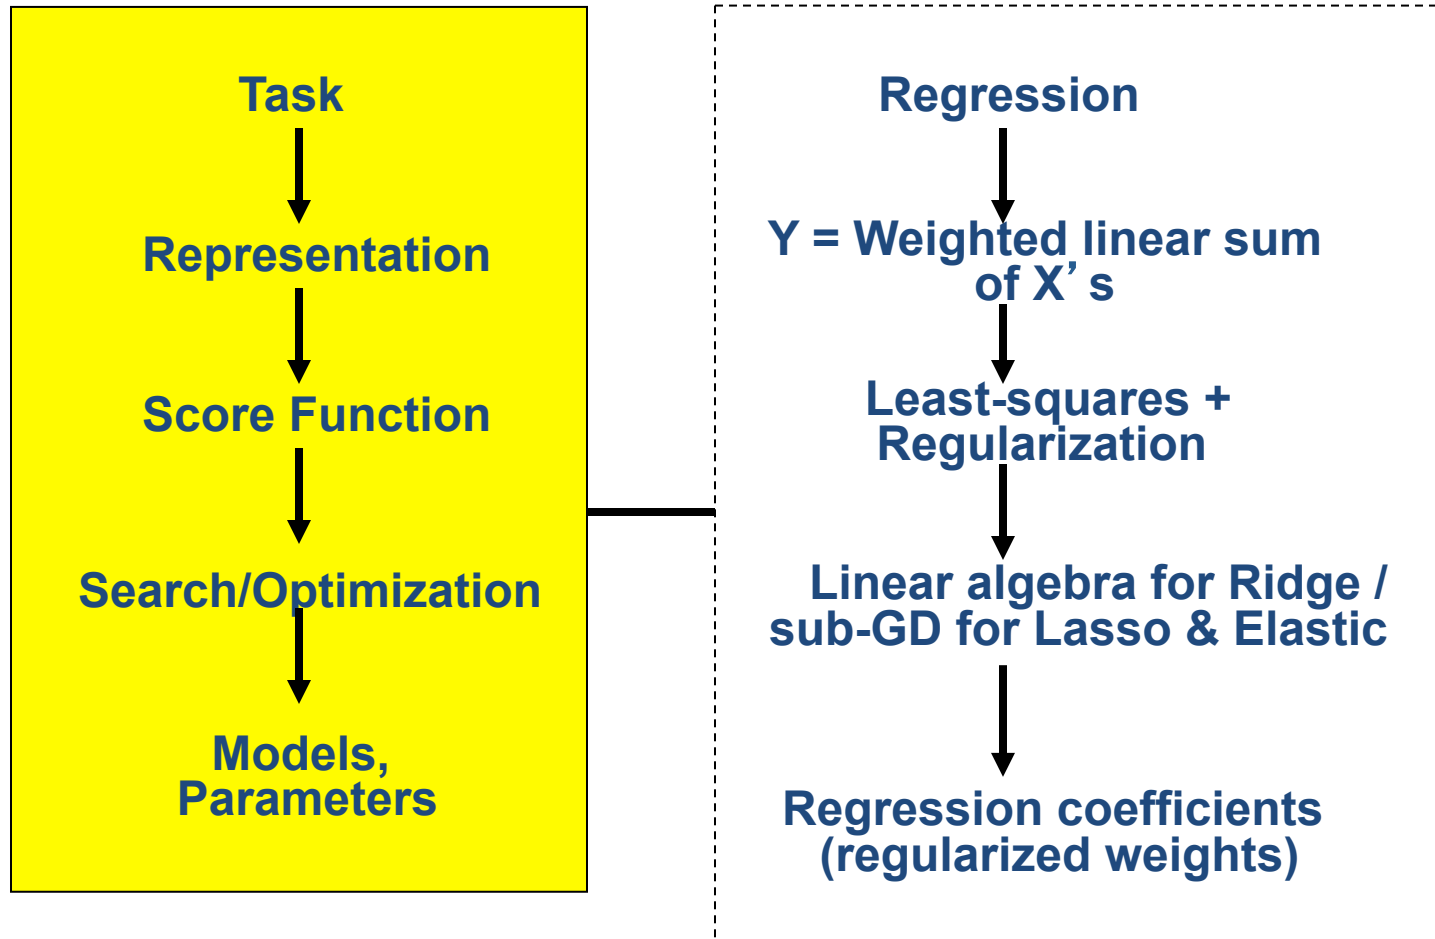 Task
Representation
Score Function
Search/Optimization
Models,
Parameters
Regression
Y = Weighted linear sum
of X’s
Least-squares +
Regularization
Linear algebra for Ridge /
sub-GD for Lasso & Elastic
Regression coefficients
(regularized weights)